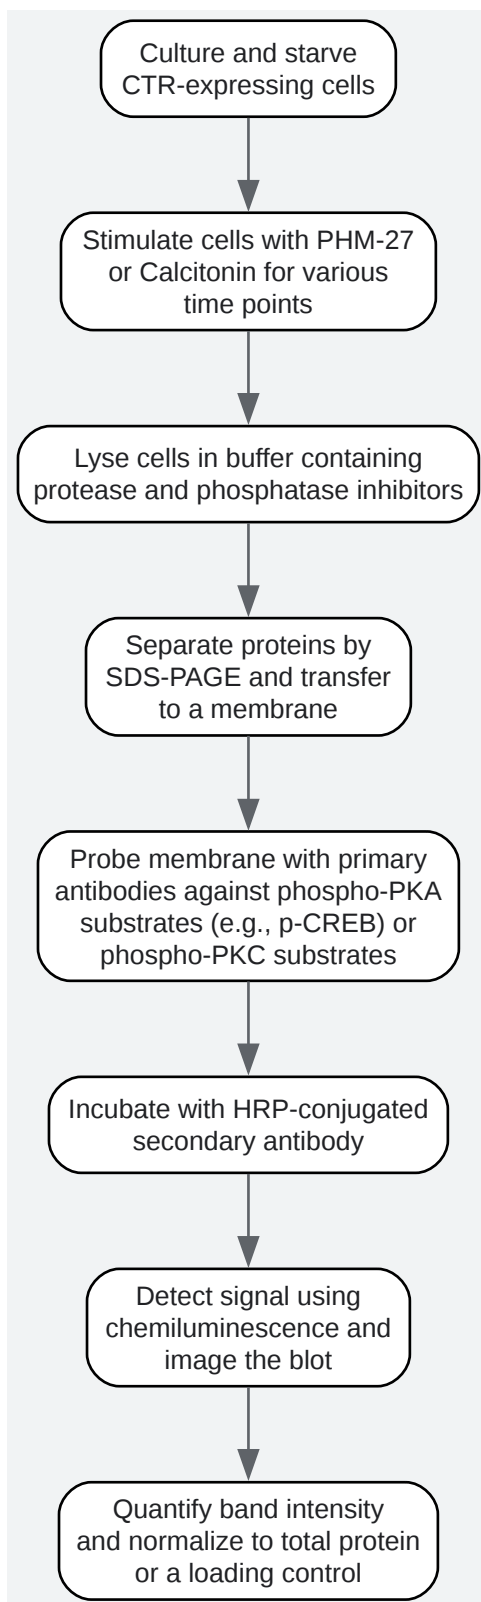 Culture and starve
CTR-expressing cells
Stimulate cells with PHM-27
or Calcitonin for various
time points
Lyse cells in buffer containing
protease and phosphatase inhibitors
Separate proteins by
SDS-PAGE and transfer
to a membrane
Probe membrane with primary
antibodies against phospho-PKA
substrates (e.g., p-CREB) or
phospho-PKC substrates
Incubate with HRP-conjugated
secondary antibody
Detect signal using
chemiluminescence and
image the blot
Quantify band intensity
and normalize to total protein
or a loading control